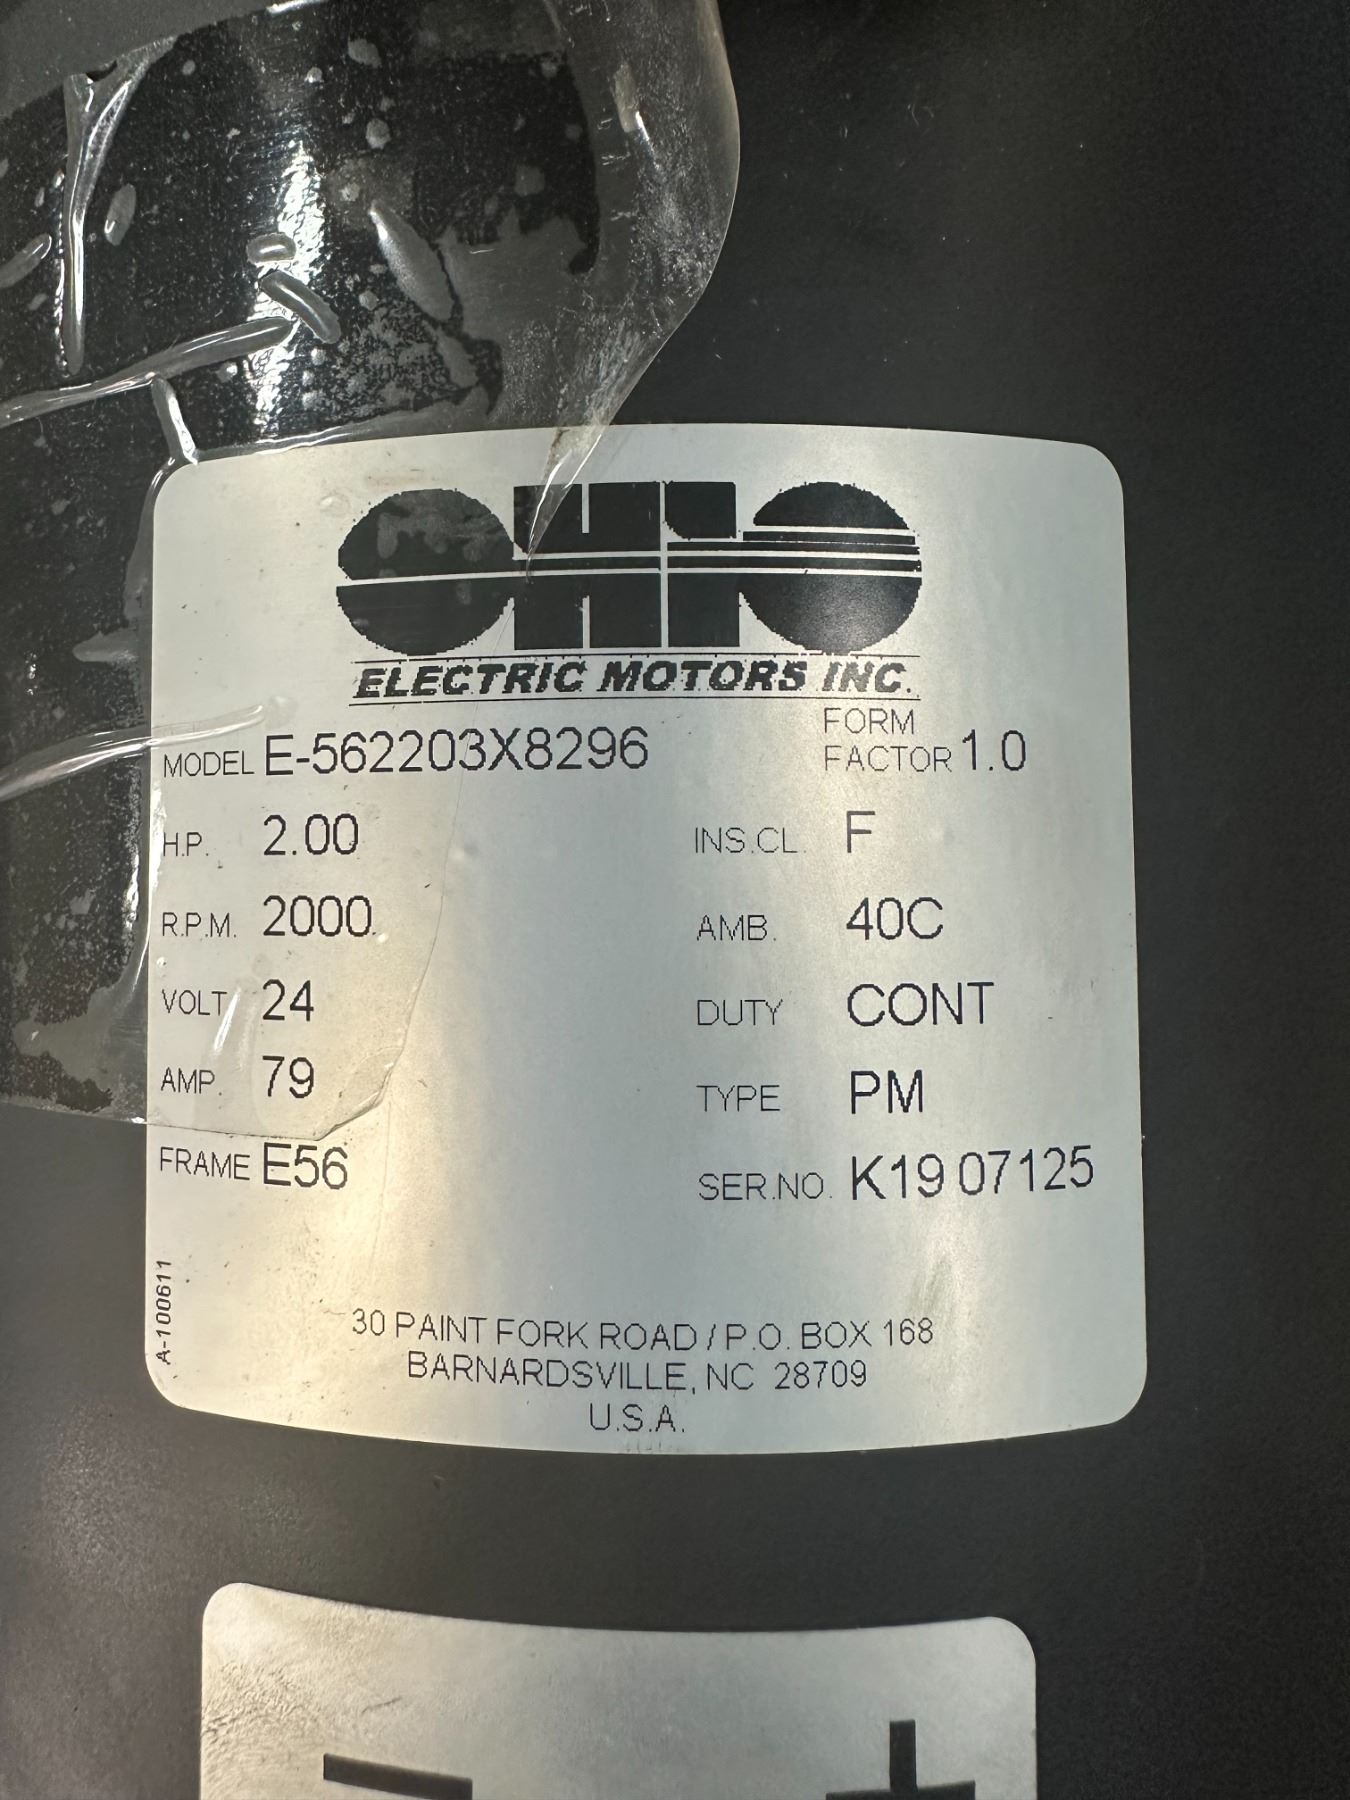 OHIO
ELECTRIC MOTORS INC.
MODEL E-562203X8296
FORM FACTOR 1.0
H.P. 2.00
INS.CL. F
R.P.M. 2000
AMB. 40C
VOLT 24
DUTY CONT
AMP. 79
TYPE PM
FRAME E56
SER.NO. K19 07125
A-100611
30 PAINT FORK ROAD / P.O. BOX 168
BARNARDSVILLE, NC 28709
U.S.A.
- +